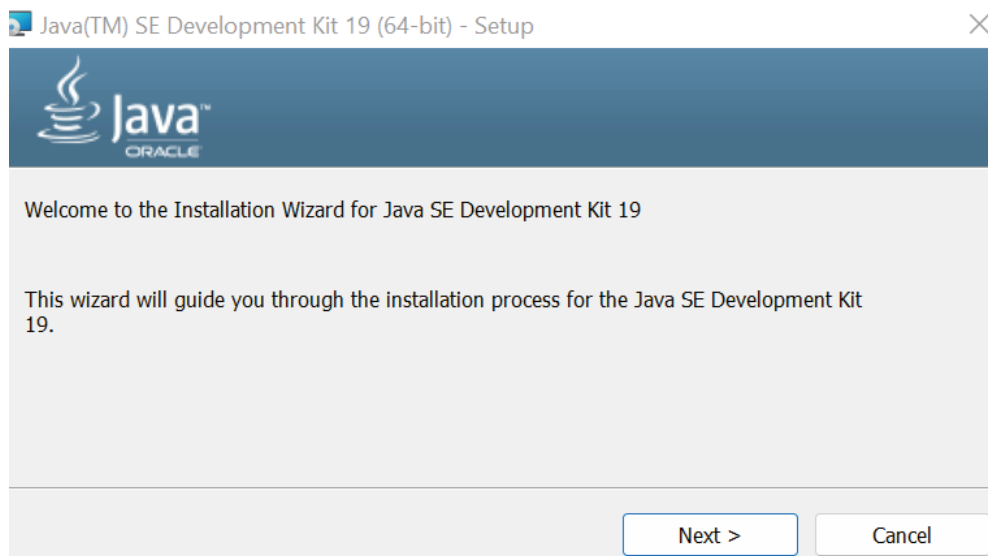 Java(TM) SE Development Kit 19 (64-bit) - Setup
Java™
ORACLE
Welcome to the Installation Wizard for Java SE Development Kit 19
This wizard will guide you through the installation process for the Java SE Development Kit
19.
Next >
Cancel